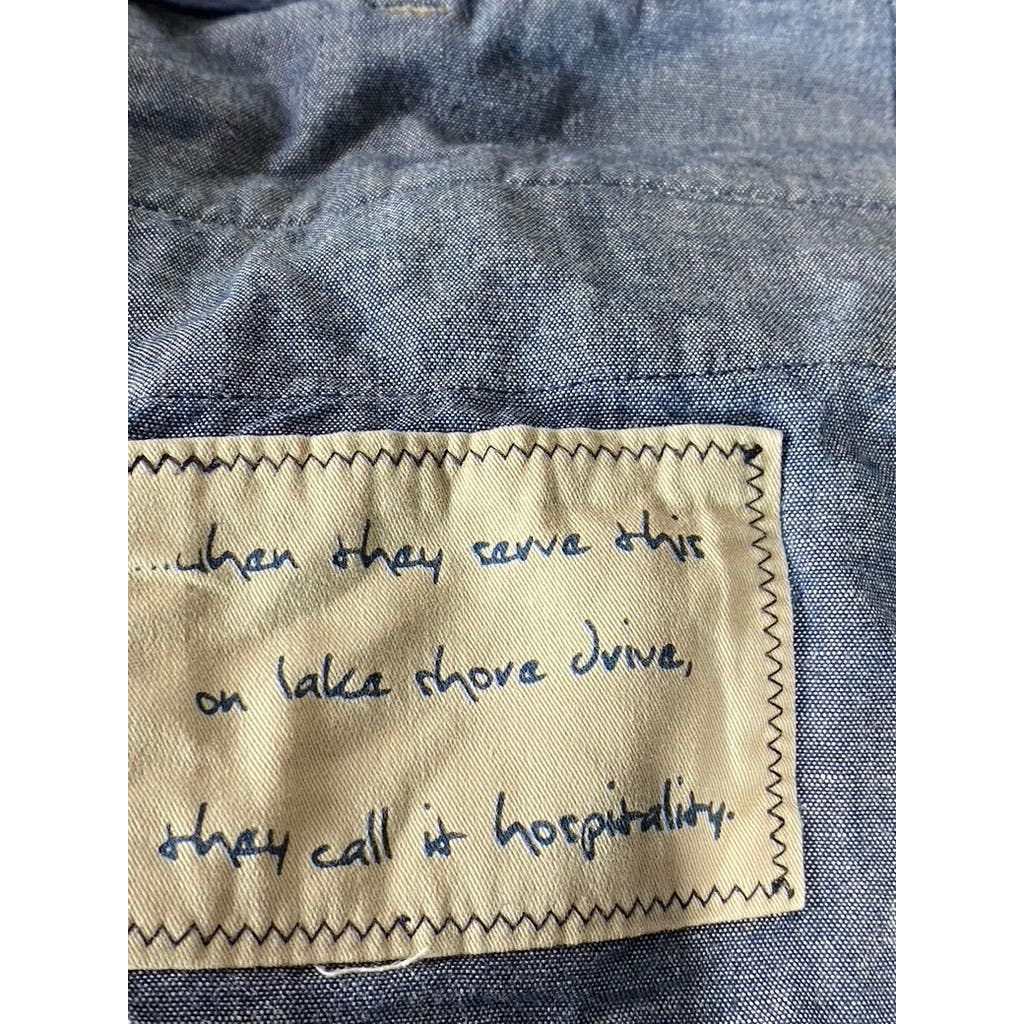 ...when they serve this
on lake shore drive,
they call it hospitality.